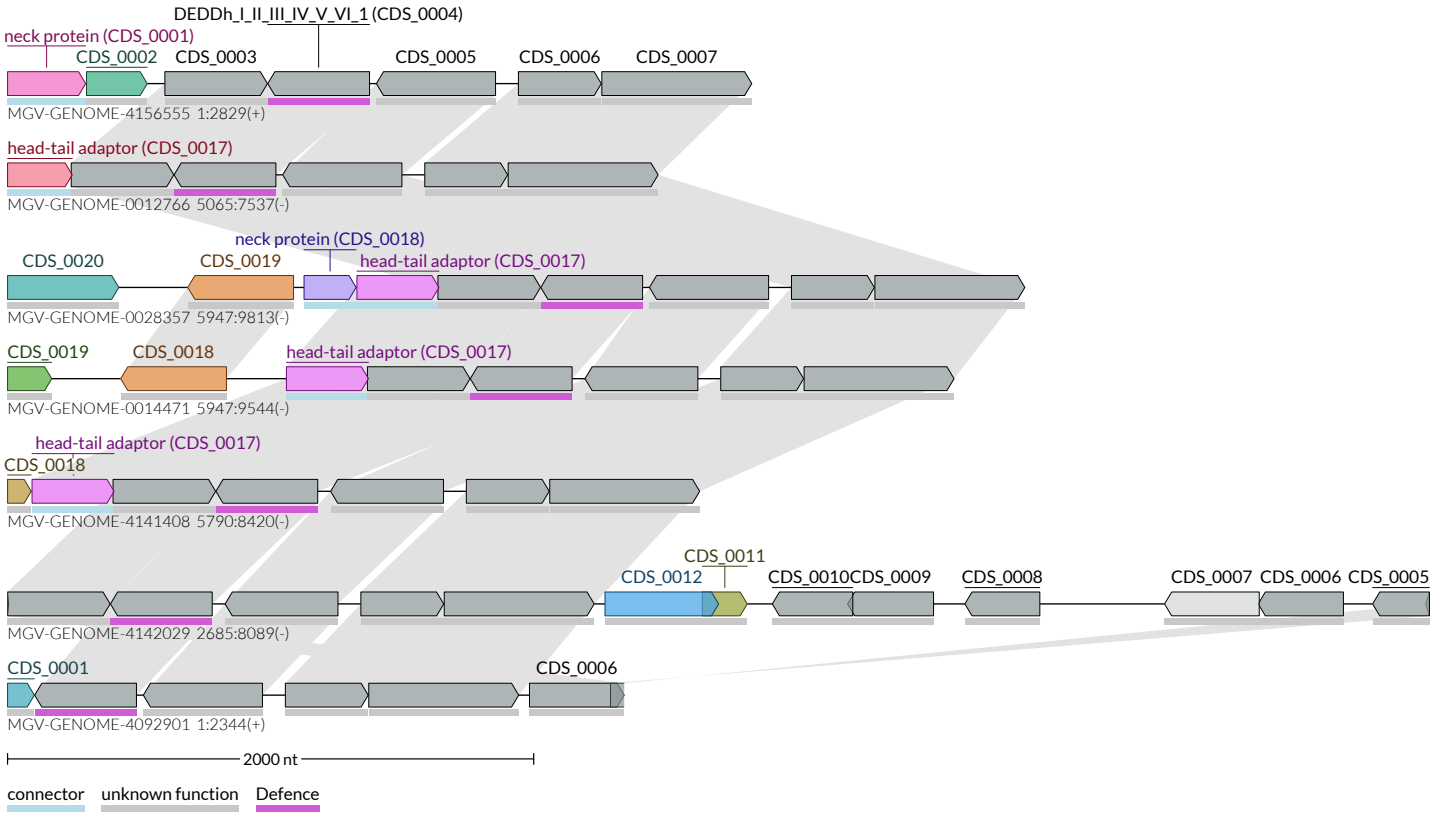 DEDDh_I_II_III_IV_V_VI_1 (CDS_0004)
neck protein (CDS_0001)
CDS_0002 CDS_0003 CDS_0005 CDS_0006 CDS_0007
MGV-GENOME-4156555 1:2829(+)
head-tail adaptor (CDS_0017)
MGV-GENOME-0012766 5065:7537(-)
neck protein (CDS_0018)
CDS_0020 CDS_0019 head-tail adaptor (CDS_0017)
MGV-GENOME-0028357 5947:9813(-)
CDS_0019 CDS_0018 head-tail adaptor (CDS_0017)
MGV-GENOME-0014471 5947:9544(-)
head-tail adaptor (CDS_0017)
CDS_0018
MGV-GENOME-4141408 5790:8420(-)
CDS_0011
CDS_0012 CDS_0010 CDS_0009 CDS_0008 CDS_0007 CDS_0006 CDS_0005
MGV-GENOME-4142029 2685:8089(-)
CDS_0001 CDS_0006
MGV-GENOME-4092901 1:2344(+)
2000 nt
connector unknown function Defence